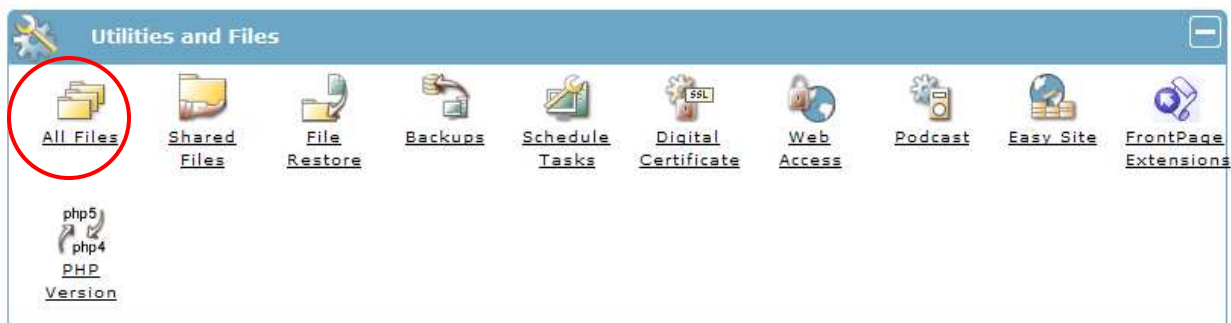 Utilities and Files
SSL
All Files
Shared Files
File Restore
Backups
Schedule Tasks
Digital Certificate
Web Access
Podcast
Easy Site
FrontPage Extensions
php5
php4
PHP Version